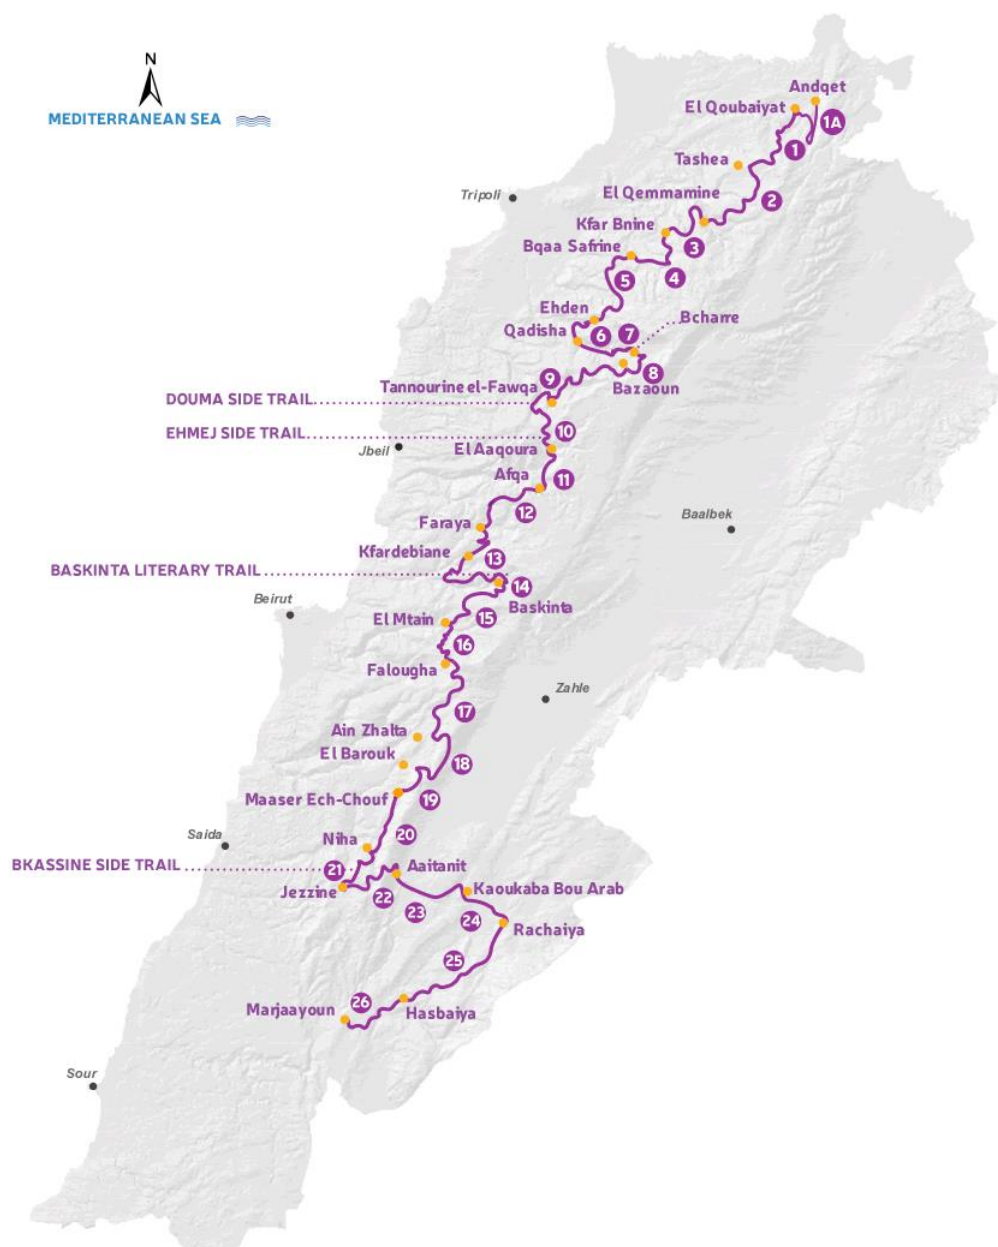 N
MEDITERRANEAN SEA
Andqet
El Qoubaiyat
1A
1
Tashea
2
El Qemmamine
Tripoli
Kfar Bnine
3
Bqaa Safrine
4
5
Ehden
Bcharre
Qadisha
6
7
8
9
Bazaoun
Tannourine el-Fawqa
DOUMA SIDE TRAIL
10
EHMEJ SIDE TRAIL
Jbeil
El Aaqoura
Afqa
11
12
Baalbek
Faraya
Kfardebiane
13
BASKINTA LITERARY TRAIL
14
Beirut
Baskinta
El Mtain
15
16
Falougha
Zahle
17
Ain Zhalta
El Barouk
18
Maaser Ech-Chouf
19
Saida
Niha
20
BKASSINE SIDE TRAIL
21
Aaitanit
Jezzine
22
Kaoukaba Bou Arab
23
24
Rachaiya
25
26
Marjaayoun
Hasbaiya
Sour